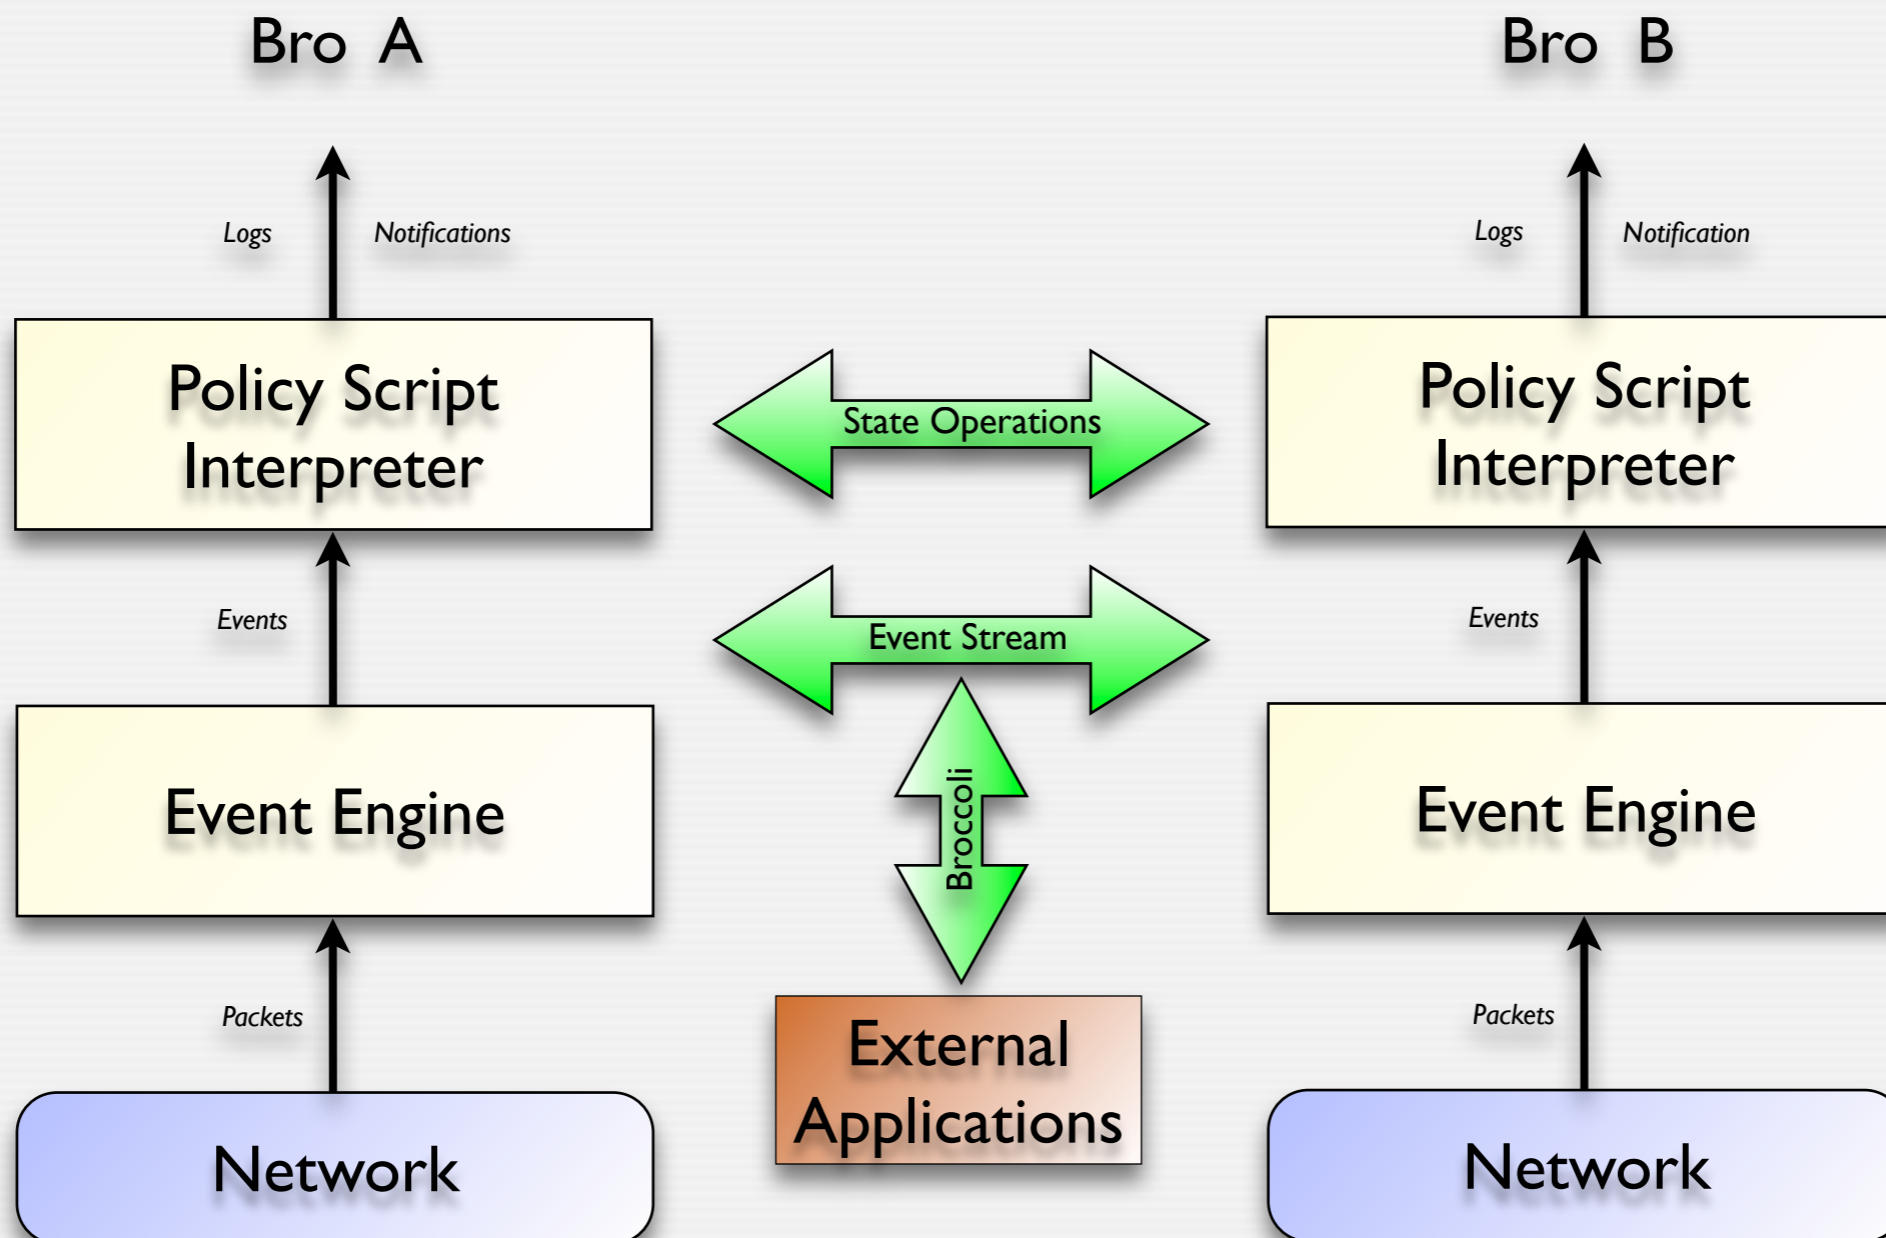 Bro A
Bro B
Logs
Notifications
Logs
Notification
Policy Script
Interpreter
State Operations
Policy Script
Interpreter
Events
Event Stream
Events
Event Engine
Broccoli
Event Engine
Packets
External
Applications
Packets
Network
Network